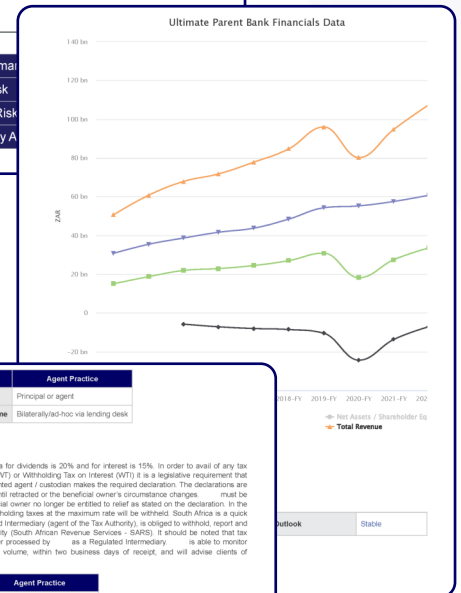 Ultimate Parent Bank Financials Data
140 bn
120 bn
100 bn
80 bn
60 bn
40 bn
20 bn
0
-20 bn
ZAR
2018-FY 2019-FY 2020-FY 2021-FY 202
Net Assets / Shareholder Eq
Total Revenue
sk
Risk
y A
Agent Practice
Principal or agent
me Bilaterally/ad-hoc via lending desk
for dividends is 20% and for interest is 15%. In order to avail of any tax
WT) or Withholding Tax on Interest (WTI) it is a legislative requirement that
nted agent / custodian makes the required declaration. The declarations are
til retracted or the beneficial owner's circumstance changes. must be
cial owner no longer be entitled to relief as stated on the declaration. In the
holding taxes at the maximum rate will be withheld. South Africa is a quick
d Intermediary (agent of the Tax Authority), is obliged to withhold, report and
ity (South African Revenue Services - SARS). It should be noted that tax
r processed by as a Regulated Intermediary. is able to monitor
volume, within two business days of receipt, and will advise clients of
Agent Practice
Outlook Stable